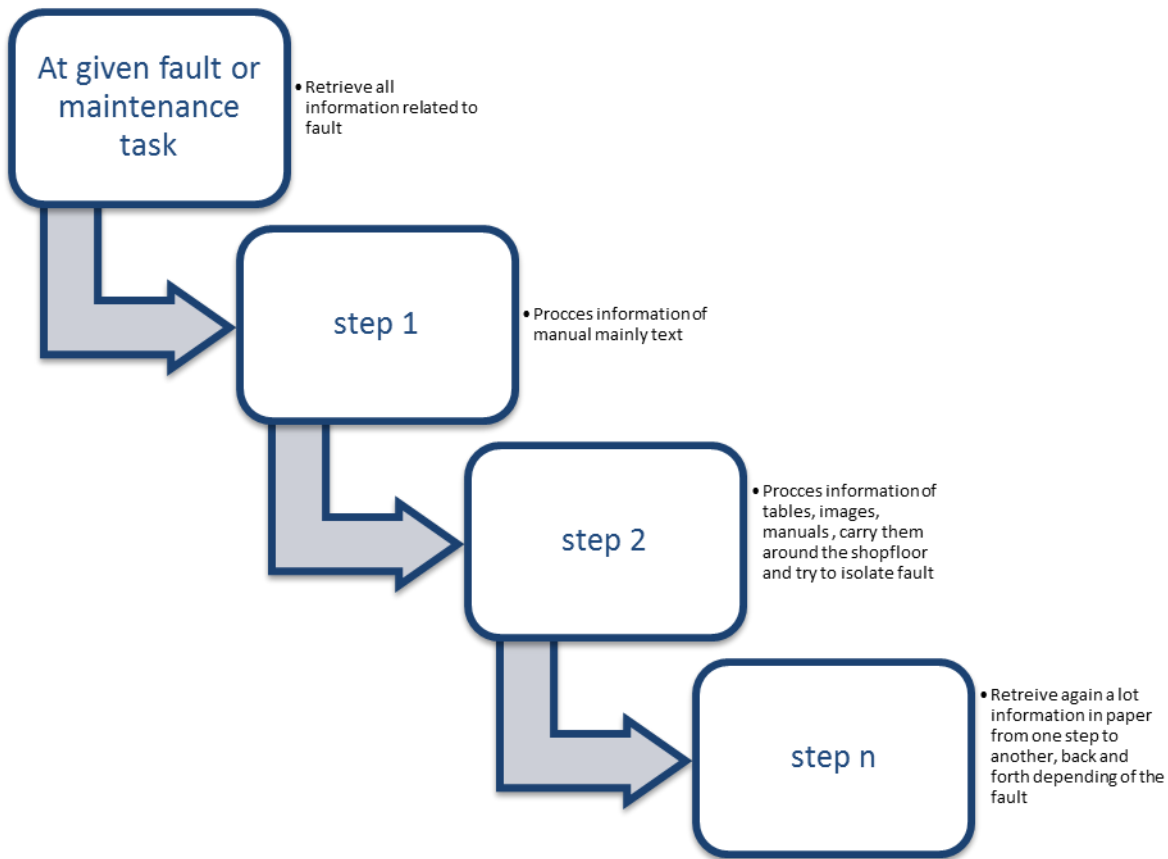 At given fault or
maintenance
task
• Retrieve all
information related to
fault
step 1
• Procces information of
manual mainly text
step 2
• Procces information of
tables, images,
manuals , carry them
around the shopfloor
and try to isolate fault
step n
• Retreive again a lot
information in paper
from one step to
another, back and
forth depending of the
fault